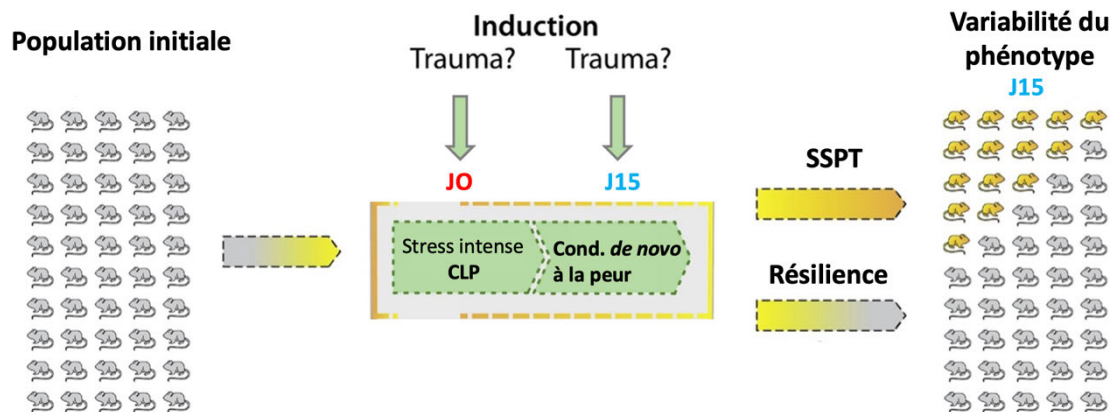 Population initiale
Induction
Trauma? Trauma?
JO J15
Stress intense
CLP
Cond. de novo
à la peur
SSPT
Résilience
Variabilité du
phénotype
J15